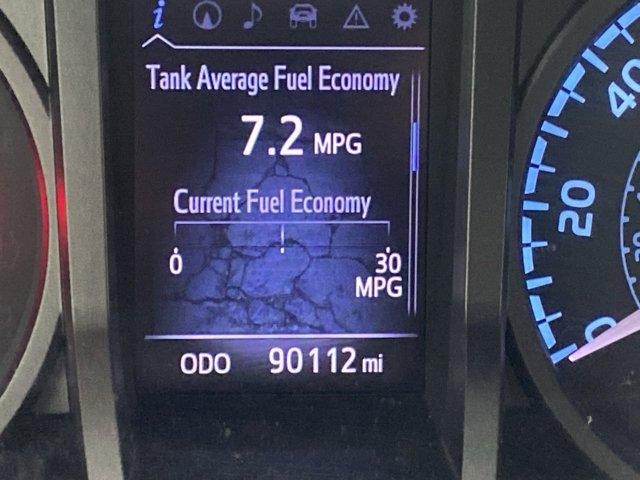 i
Tank Average Fuel Economy
7.2 MPG
Current Fuel Economy
0 30
MPG
ODO 90112 mi
40
20
0